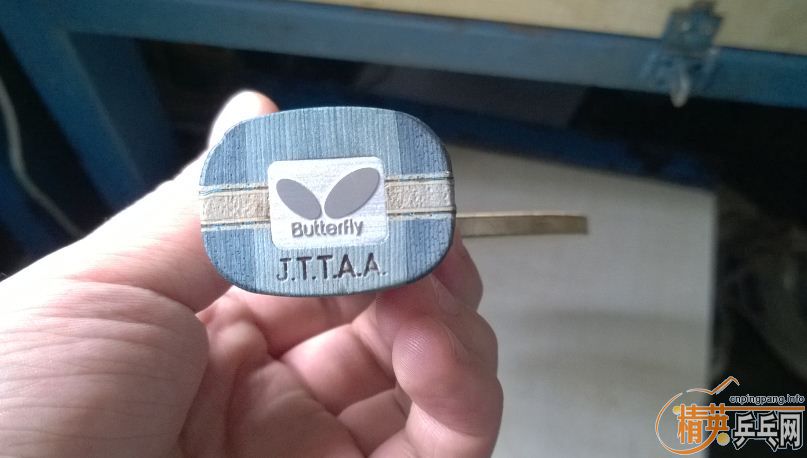 Butterfly
J.T.T.A.A.
cnpingpang.info
精英乒乓网